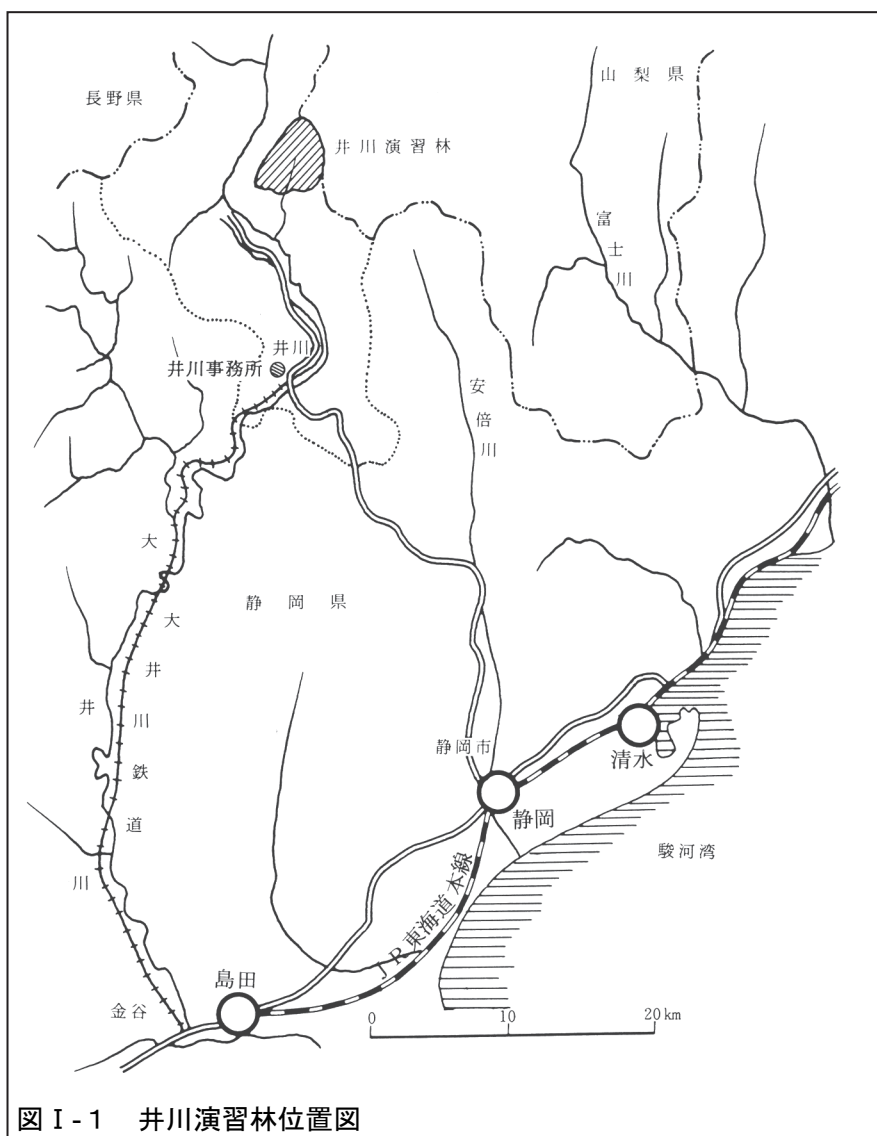 長野県
山梨県
井川演習林
富士川
井川
井川事務所
安倍川
大井川
大井川鉄道
静岡県
静岡市
清水
静岡
駿河湾
JR東海道本線
島田
金谷
0 10 20km
図Ⅰ-1 井川演習林位置図